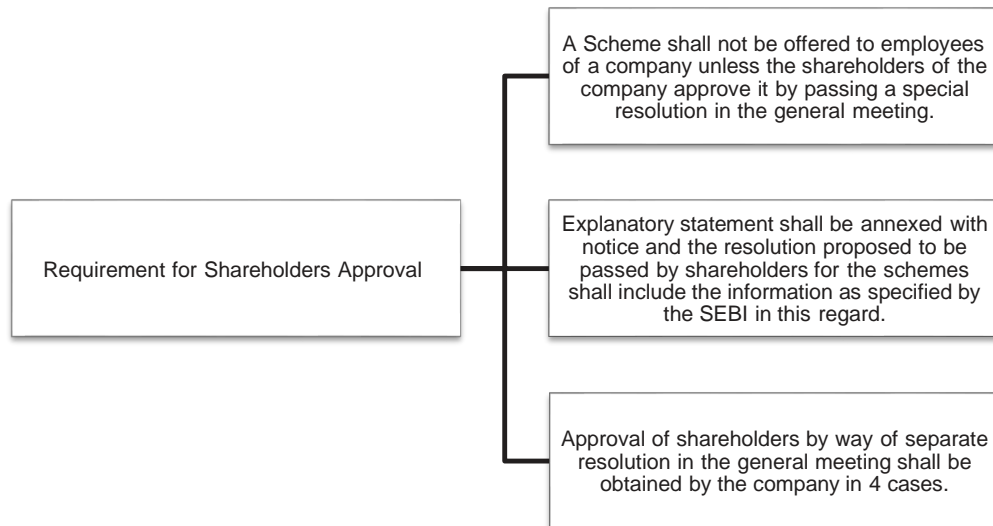 Requirement for Shareholders Approval
A Scheme shall not be offered to employees
of a company unless the shareholders of the
company approve it by passing a special
resolution in the general meeting.
Explanatory statement shall be annexed with
notice and the resolution proposed to be
passed by shareholders for the schemes
shall include the information as specified by
the SEBI in this regard.
Approval of shareholders by way of separate
resolution in the general meeting shall be
obtained by the company in 4 cases.